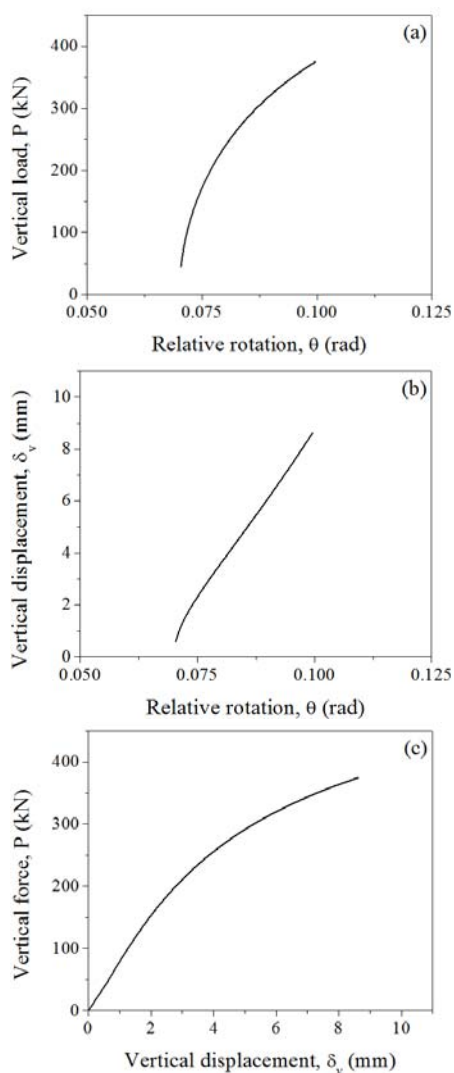 (a)
Vertical load, P (kN)
400
300
200
100
0
0.050 0.075 0.100 0.125
Relative rotation, θ (rad)
(b)
Vertical displacement, δᵥ (mm)
10
8
6
4
2
0
0.050 0.075 0.100 0.125
Relative rotation, θ (rad)
(c)
Vertical force, P (kN)
400
300
200
100
0
0 2 4 6 8 10
Vertical displacement, δᵥ (mm)